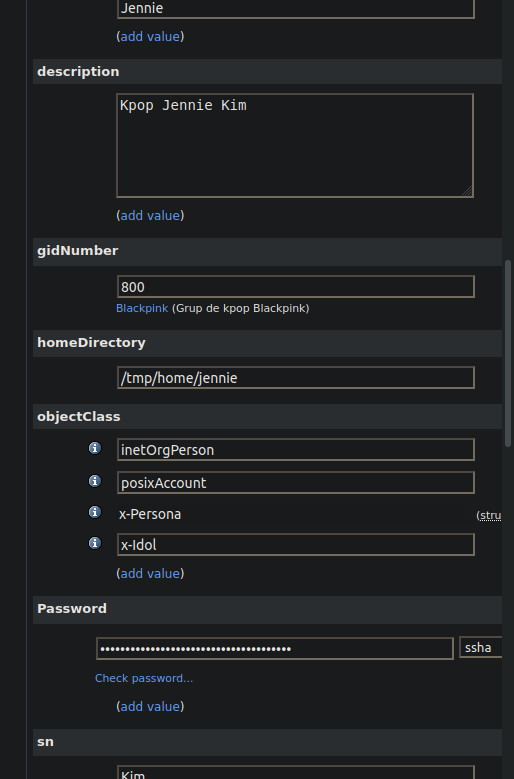 Jennie
(add value)
description
Kpop Jennie Kim
(add value)
gidNumber
800
Blackpink (Grup de kpop Blackpink)
homeDirectory
/tmp/home/jennie
objectClass
inetOrgPerson
posixAccount
x-Persona (stru
x-Idol
(add value)
Password
•••••••••••••••••••••••••••••••••••••• ssha
Check password...
(add value)
sn
Kim